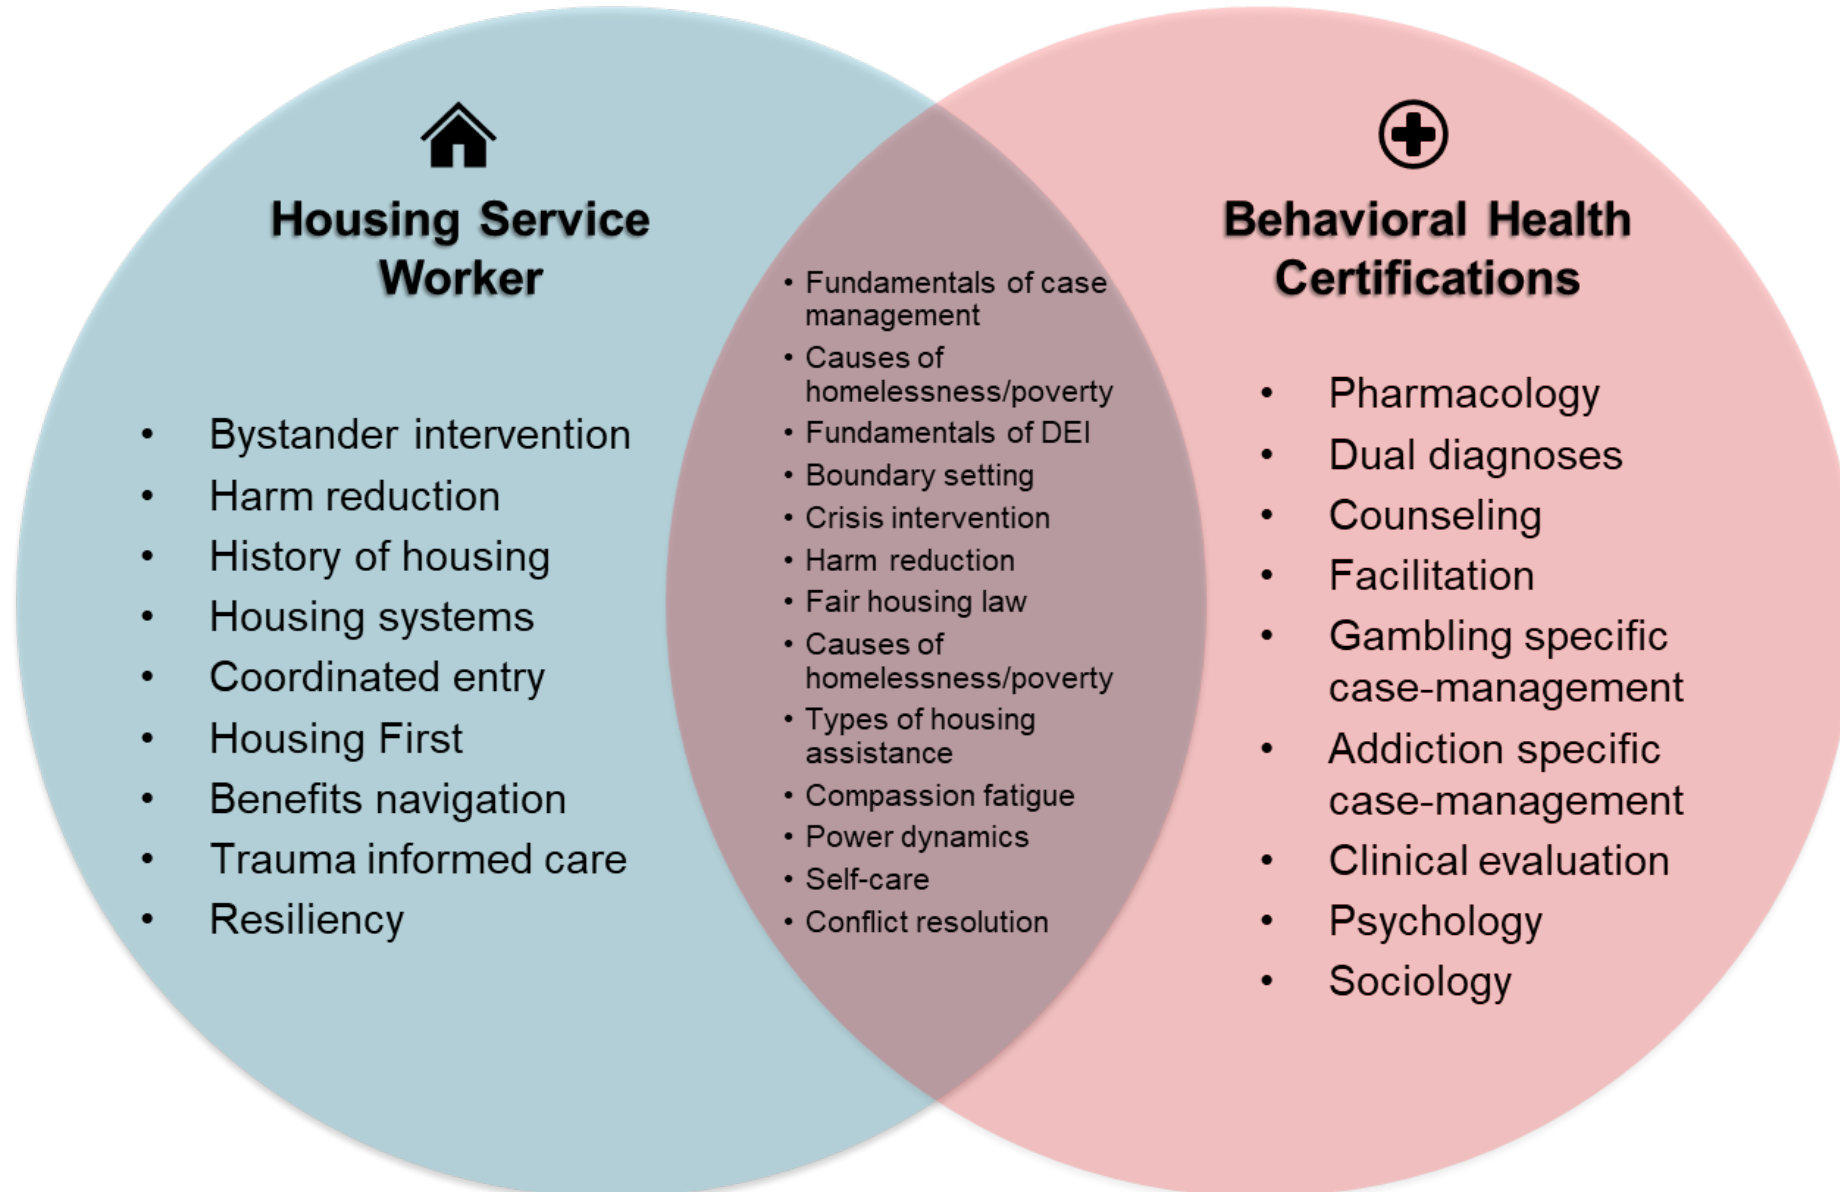 Housing Service
Worker
• Bystander intervention
• Harm reduction
• History of housing
• Housing systems
• Coordinated entry
• Housing First
• Benefits navigation
• Trauma informed care
• Resiliency
• Fundamentals of case
management
• Causes of
homelessness/poverty
• Fundamentals of DEI
• Boundary setting
• Crisis intervention
• Harm reduction
• Fair housing law
• Causes of
homelessness/poverty
• Types of housing
assistance
• Compassion fatigue
• Power dynamics
• Self-care
• Conflict resolution
Behavioral Health
Certifications
• Pharmacology
• Dual diagnoses
• Counseling
• Facilitation
• Gambling specific
case-management
• Addiction specific
case-management
• Clinical evaluation
• Psychology
• Sociology